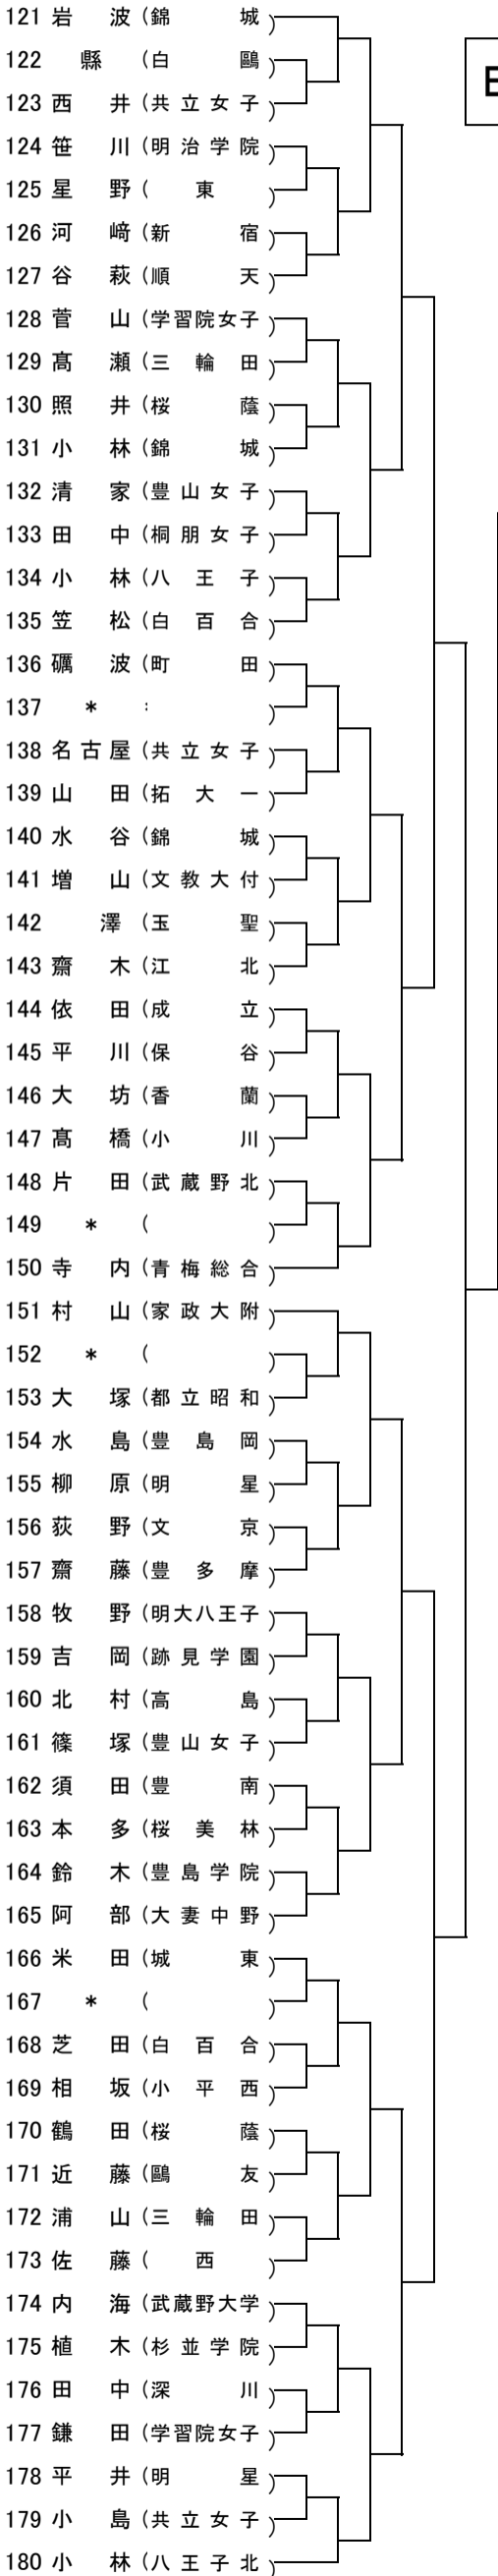 121 岩 波 (錦 城)
122 縣 (白 鷗)
123 西 井 (共 立 女 子)
124 笹 川 (明 治 学 院)
125 星 野 ( 東 )
126 河 﨑 (新 宿)
127 谷 萩 (順 天)
128 菅 山 (学習院女子)
129 髙 瀬 (三 輪 田)
130 照 井 (桜 蔭)
131 小 林 (錦 城)
132 清 家 (豊 山 女 子)
133 田 中 (桐 朋 女 子)
134 小 林 (八 王 子)
135 笠 松 (白 百 合)
136 礪 波 (町 田)
137 * : )
138 名 古 屋 (共 立 女 子)
139 山 田 (拓 大 一)
140 水 谷 (錦 城)
141 増 山 (文 教 大 付)
142 澤 (玉 聖)
143 齋 木 (江 北)
144 依 田 (成 立)
145 平 川 (保 谷)
146 大 坊 (香 蘭)
147 髙 橋 (小 川)
148 片 田 (武 蔵 野 北)
149 * ( )
150 寺 内 (青 梅 総 合)
151 村 山 (家 政 大 附)
152 * ( )
153 大 塚 (都 立 昭 和)
154 水 島 (豊 島 岡)
155 柳 原 (明 星)
156 荻 野 (文 京)
157 齋 藤 (豊 多 摩)
158 牧 野 (明大八王子)
159 吉 岡 (跡 見 学 園)
160 北 村 (高 島)
161 篠 塚 (豊 山 女 子)
162 須 田 (豊 南)
163 本 多 (桜 美 林)
164 鈴 木 (豊 島 学 院)
165 阿 部 (大 妻 中 野)
166 米 田 (城 東)
167 * ( )
168 芝 田 (白 百 合)
169 相 坂 (小 平 西)
170 鶴 田 (桜 蔭)
171 近 藤 (鷗 友)
172 浦 山 (三 輪 田)
173 佐 藤 ( 西 )
174 内 海 (武蔵野大学)
175 植 木 (杉 並 学 院)
176 田 中 (深 川)
177 鎌 田 (学習院女子)
178 平 井 (明 星)
179 小 島 (共 立 女 子)
180 小 林 (八 王 子 北)